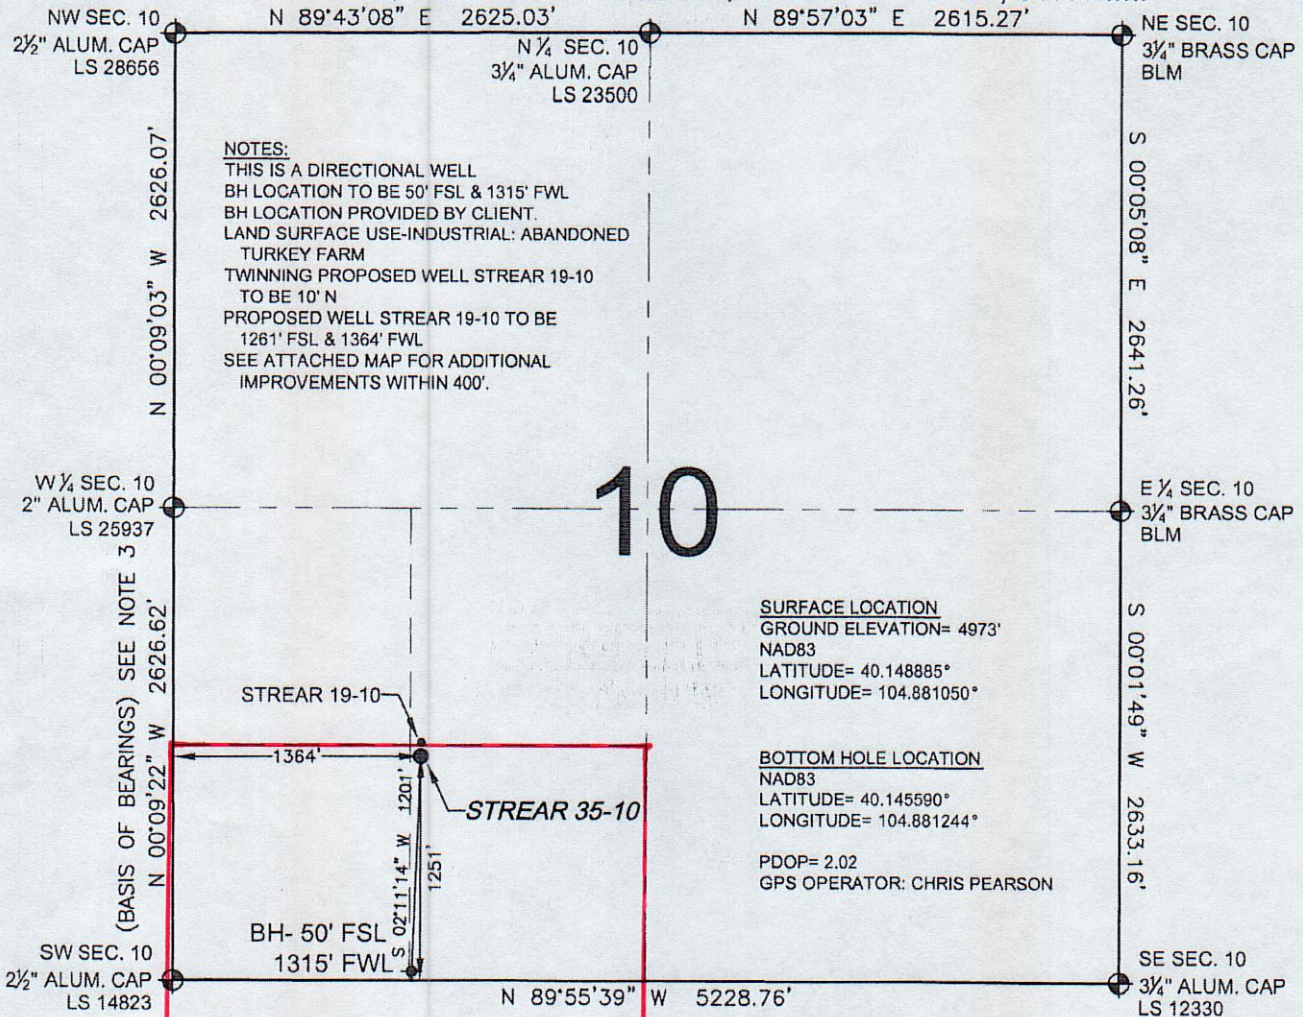 N 89°43'08" E 2625.03'
N 89°57'03" E 2615.27'
NW SEC. 10
2½" ALUM. CAP
LS 28656
N ¼ SEC. 10
3¼" ALUM. CAP
LS 23500
NE SEC. 10
3¼" BRASS CAP
BLM
N 00°09'03" W 2626.07'
NOTES:
THIS IS A DIRECTIONAL WELL
BH LOCATION TO BE 50' FSL & 1315' FWL
BH LOCATION PROVIDED BY CLIENT.
LAND SURFACE USE-INDUSTRIAL: ABANDONED
TURKEY FARM
TWINNING PROPOSED WELL STREAR 19-10
TO BE 10' N
PROPOSED WELL STREAR 19-10 TO BE
1261' FSL & 1364' FWL
SEE ATTACHED MAP FOR ADDITIONAL
IMPROVEMENTS WITHIN 400'.
S 00°05'08" E 2641.26'
W ¼ SEC. 10
2" ALUM. CAP
LS 25937
10
E ¼ SEC. 10
3¼" BRASS CAP
BLM
(BASIS OF BEARINGS) SEE NOTE 3
N 00°09'22" W 2626.62'
SURFACE LOCATION
GROUND ELEVATION= 4973'
NAD83
LATITUDE= 40.148885°
LONGITUDE= 104.881050°
STREAR 19-10
1364'
STREAR 35-10
S 02°11'14" W 1201'
1251'
BOTTOM HOLE LOCATION
NAD83
LATITUDE= 40.145590°
LONGITUDE= 104.881244°
PDOP= 2.02
GPS OPERATOR: CHRIS PEARSON
S 00°01'49" W 2633.16'
BH- 50' FSL
1315' FWL
SW SEC. 10
2½" ALUM. CAP
LS 14823
N 89°55'39" W 5228.76'
SE SEC. 10
3¼" ALUM. CAP
LS 12330